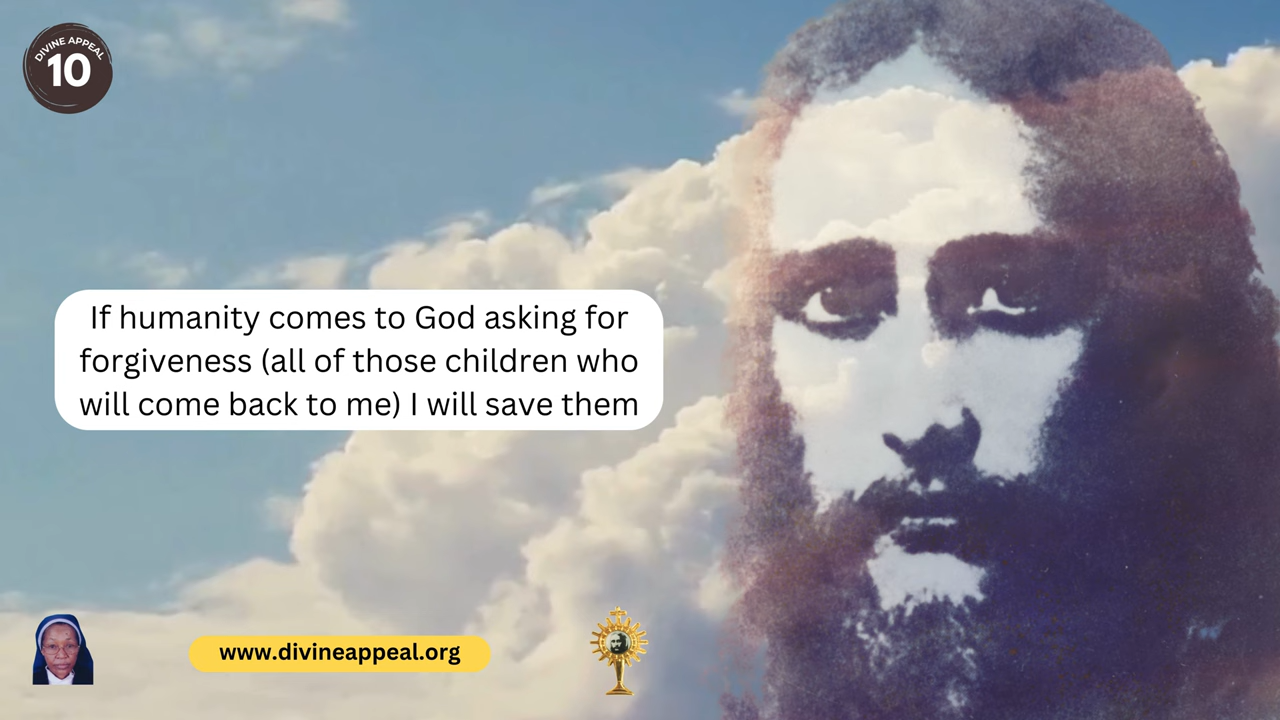 DIVINE APPEAL
10
If humanity comes to God asking for
forgiveness (all of those children who
will come back to me) I will save them
www.divineappeal.org